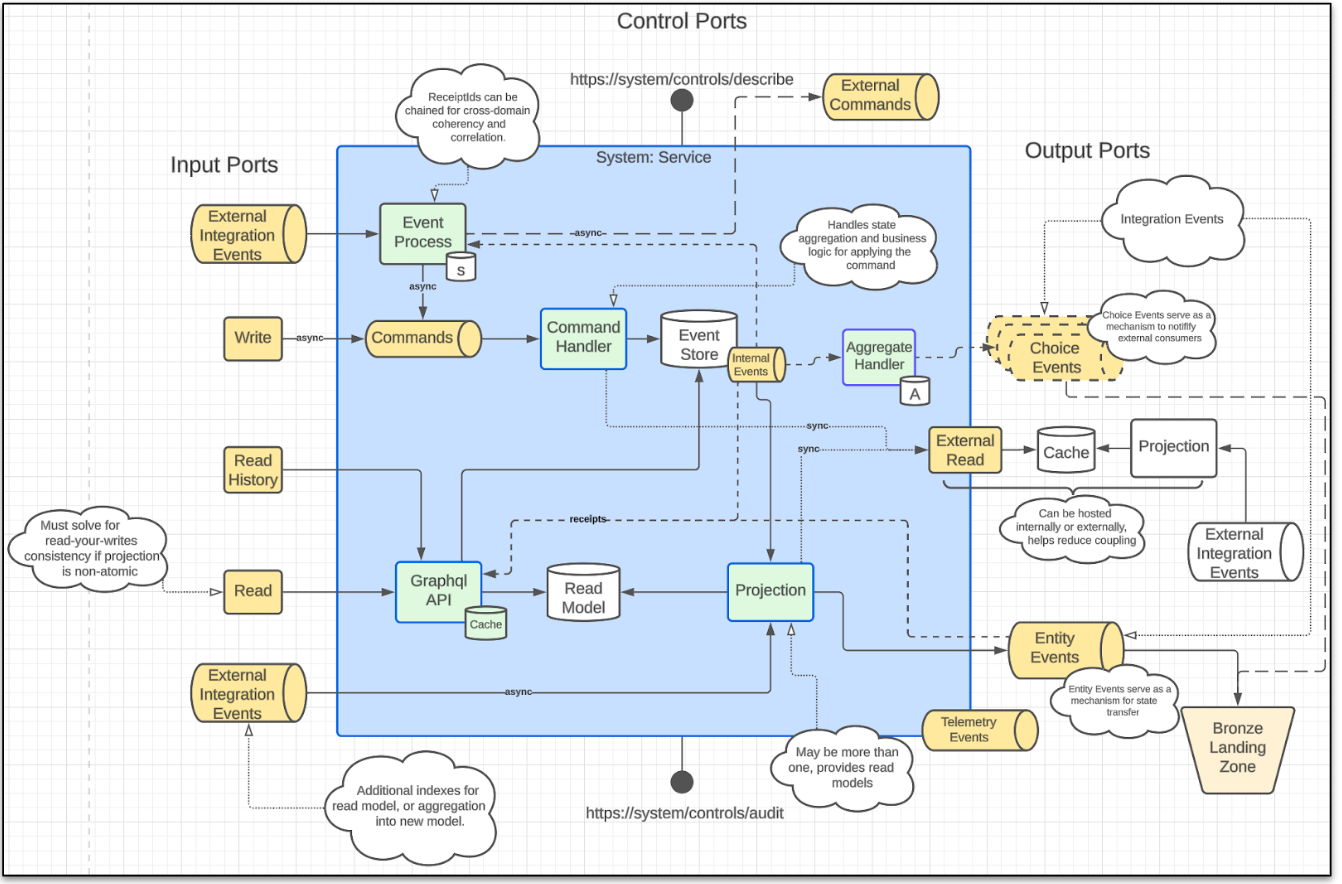 Control Ports
https://system/controls/describe
External
Commands
ReceiptIds can be
chained for cross-domain
coherency and
correlation.
Input Ports
System: Service
Output Ports
External
Integration
Events
Event
Process
S
async
async
Handles state
aggregation and business
logic for applying the
command
Integration Events
Write
async
Commands
Command
Handler
Event
Store
Internal
Events
Aggregate
Handler
A
Choice
Events
Choice Events serve as a
mechanism to notifify
external consumers
sync
sync
External
Read
Cache
Projection
Read
History
Can be hosted
internally or externally,
helps reduce coupling
External
Integration
Events
receipts
Must solve for
read-your-writes
consistency if projection
is non-atomic
Read
Graphql
API
Cache
Read
Model
Projection
Entity
Events
Entity Events serve as a
mechanism for state
transfer
External
Integration
Events
async
Telemetry
Events
Bronze
Landing
Zone
May be more than
one, provides read
models
Additional indexes for
read model, or aggregation
into new model.
https://system/controls/audit